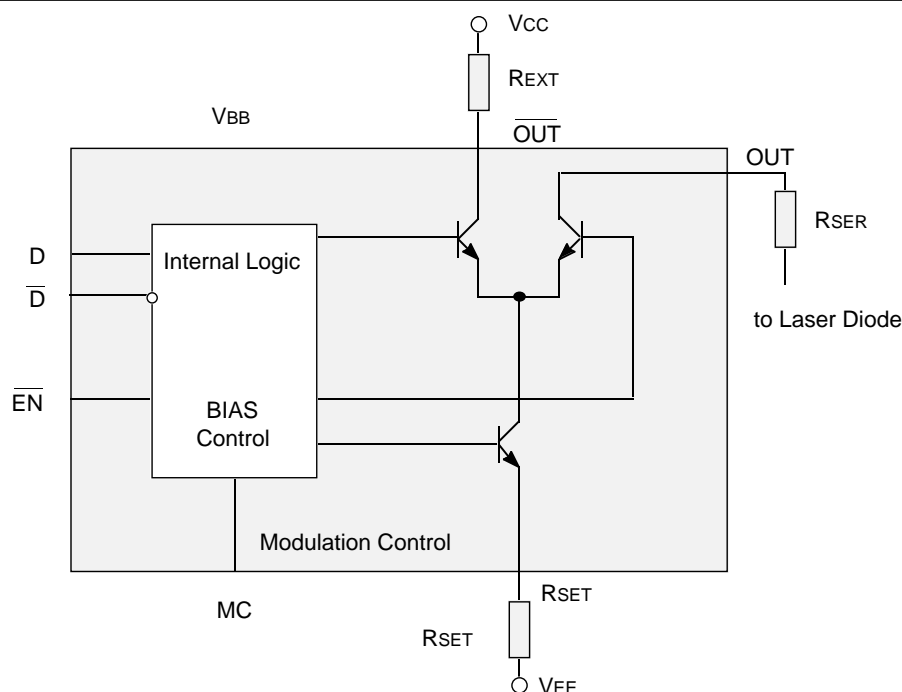 VCC
REXT
VBB
OUT
OUT
RSER
D
Internal Logic
D
to Laser Diode
EN
BIAS
Control
Modulation Control
MC
RSET
RSET
VEE